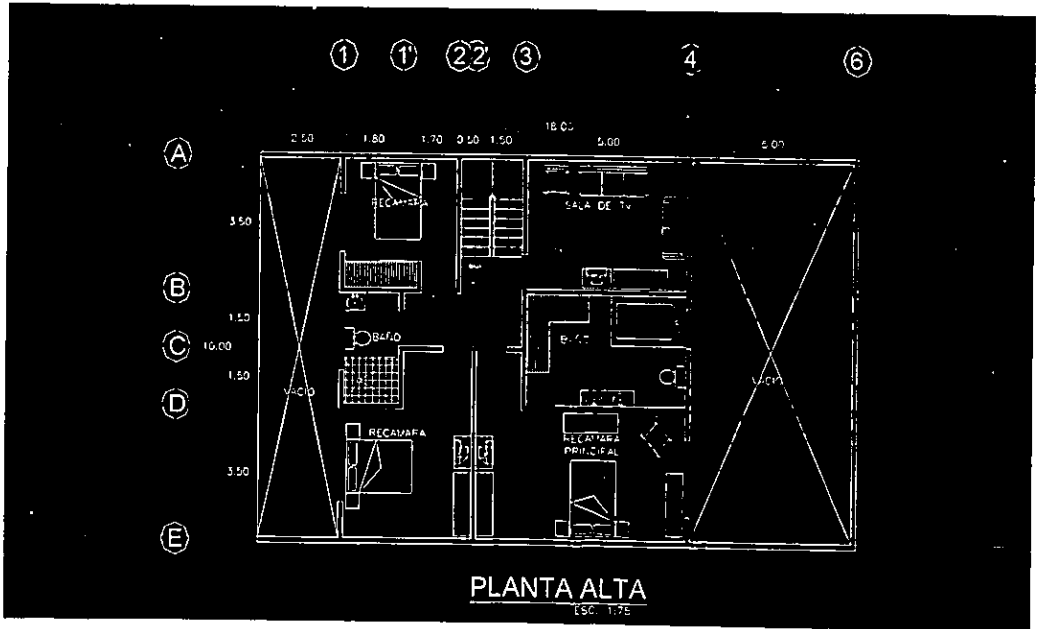 1 1' 2 2' 3 4 6
18.00
2.50 1.80 1.70 0.50 1.50 5.00 5.00
A
RECAMARA
SALA DE TV
3.50
B
1.50
BAÑO
BAÑO
C
10.00
1.50
VACIO
VACIO
D
RECAMARA
RECAMARA
PRINCIPAL
3.50
E
PLANTA ALTA
ESC. 1:75